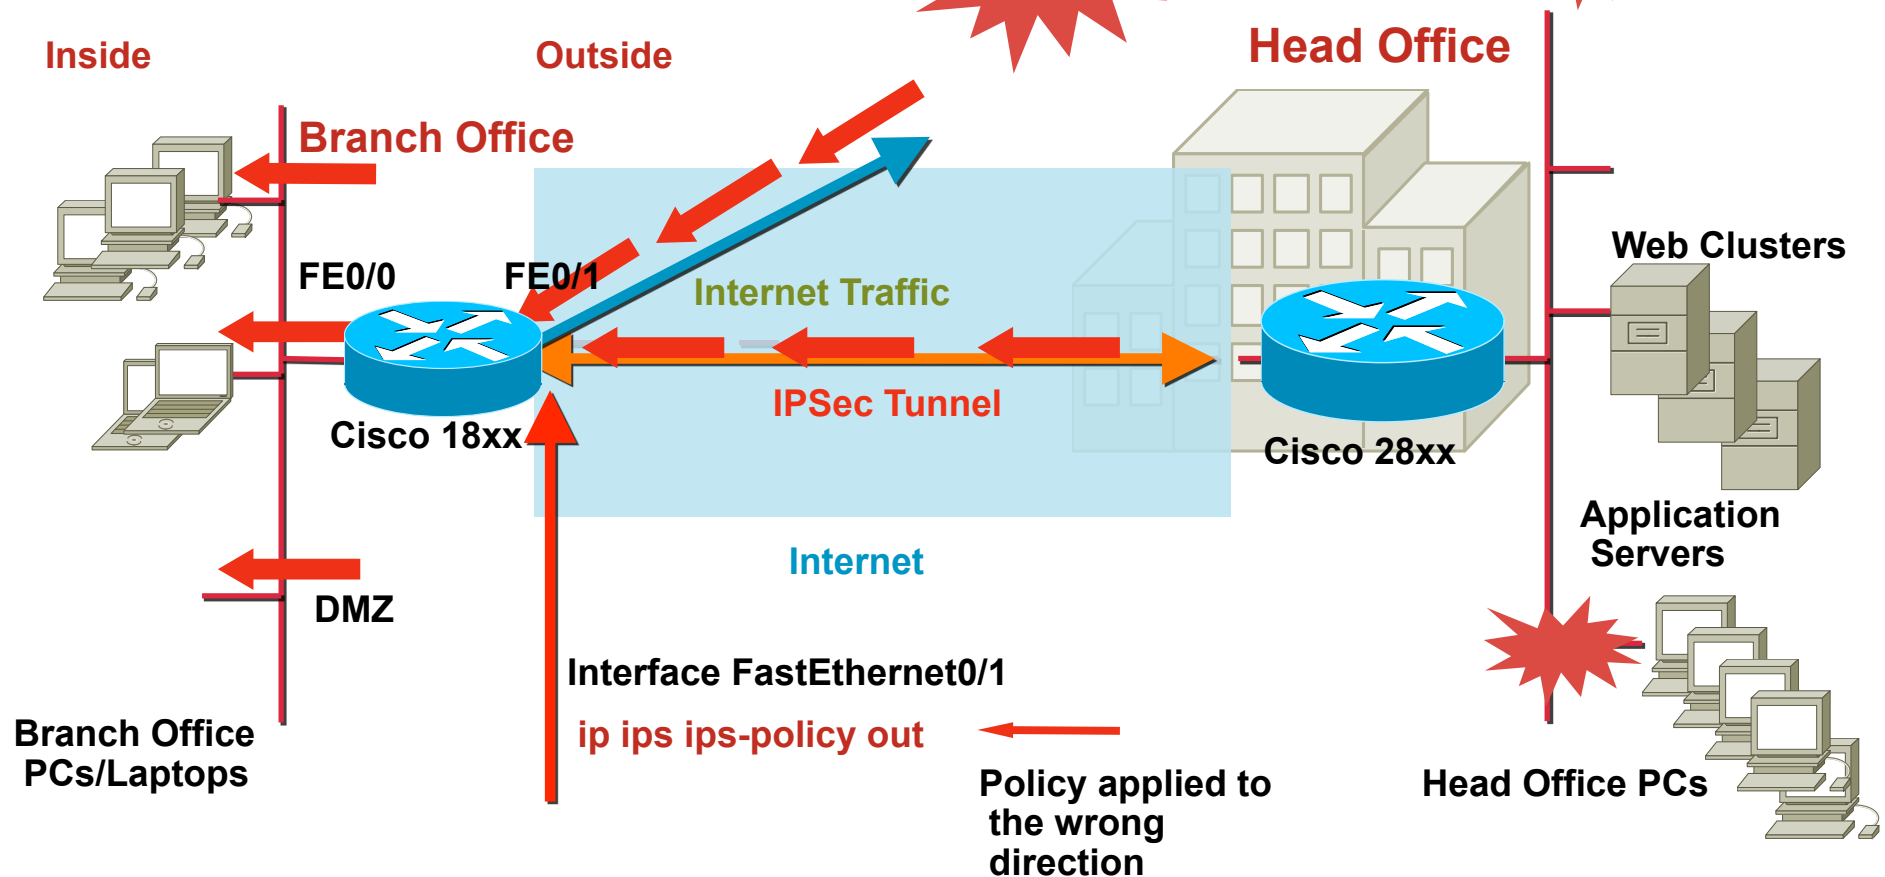 Inside
Outside
Head Office
Branch Office
Web Clusters
FE0/0
FE0/1
Internet Traffic
IPSec Tunnel
Cisco 18xx
Cisco 28xx
Application
Servers
Internet
DMZ
Interface FastEthernet0/1
ip ips ips-policy out
Branch Office
PCs/Laptops
Policy applied to
the wrong
direction
Head Office PCs